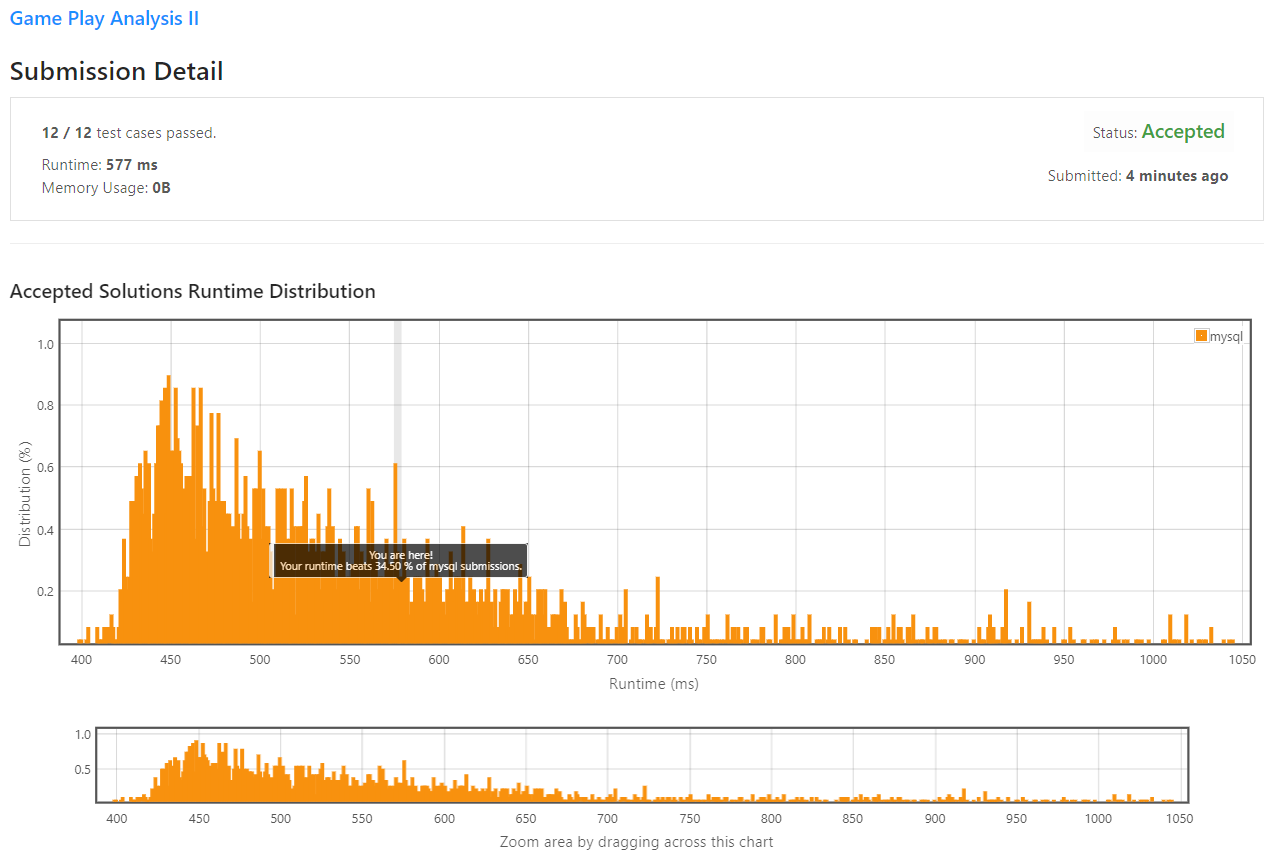 Game Play Analysis II
Submission Detail
12 / 12 test cases passed.
Status: Accepted
Runtime: 577 ms
Memory Usage: 0B
Submitted: 4 minutes ago
Accepted Solutions Runtime Distribution
mysql
Distribution (%)
1.0
0.8
0.6
0.4
0.2
You are here!
Your runtime beats 34.50 % of mysql submissions.
400 450 500 550 600 650 700 750 800 850 900 950 1000 1050
Runtime (ms)
1.0
0.5
400 450 500 550 600 650 700 750 800 850 900 950 1000 1050
Zoom area by dragging across this chart